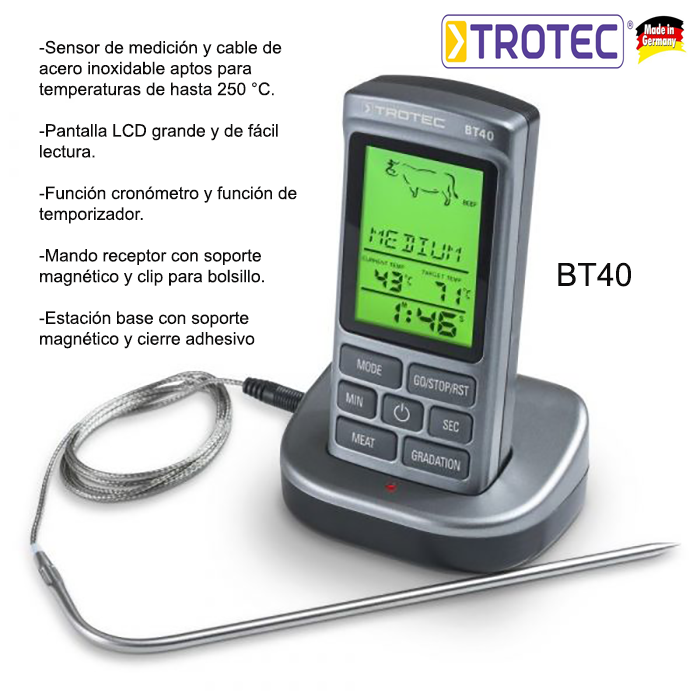 -Sensor de medición y cable de
acero inoxidable aptos para
temperaturas de hasta 250 °C.
-Pantalla LCD grande y de fácil
lectura.
-Función cronómetro y función de
temporizador.
-Mando receptor con soporte
magnético y clip para bolsillo.
-Estación base con soporte
magnético y cierre adhesivo
TROTEC®
Made in
Germany
TROTEC
BT40
BEEF
MEDIUM
CURRENT TEMP TARGET TEMP
43°C 71°C
1:46 S
MODE GO/STOP/RST
MIN SEC
MEAT GRADATION
BT40